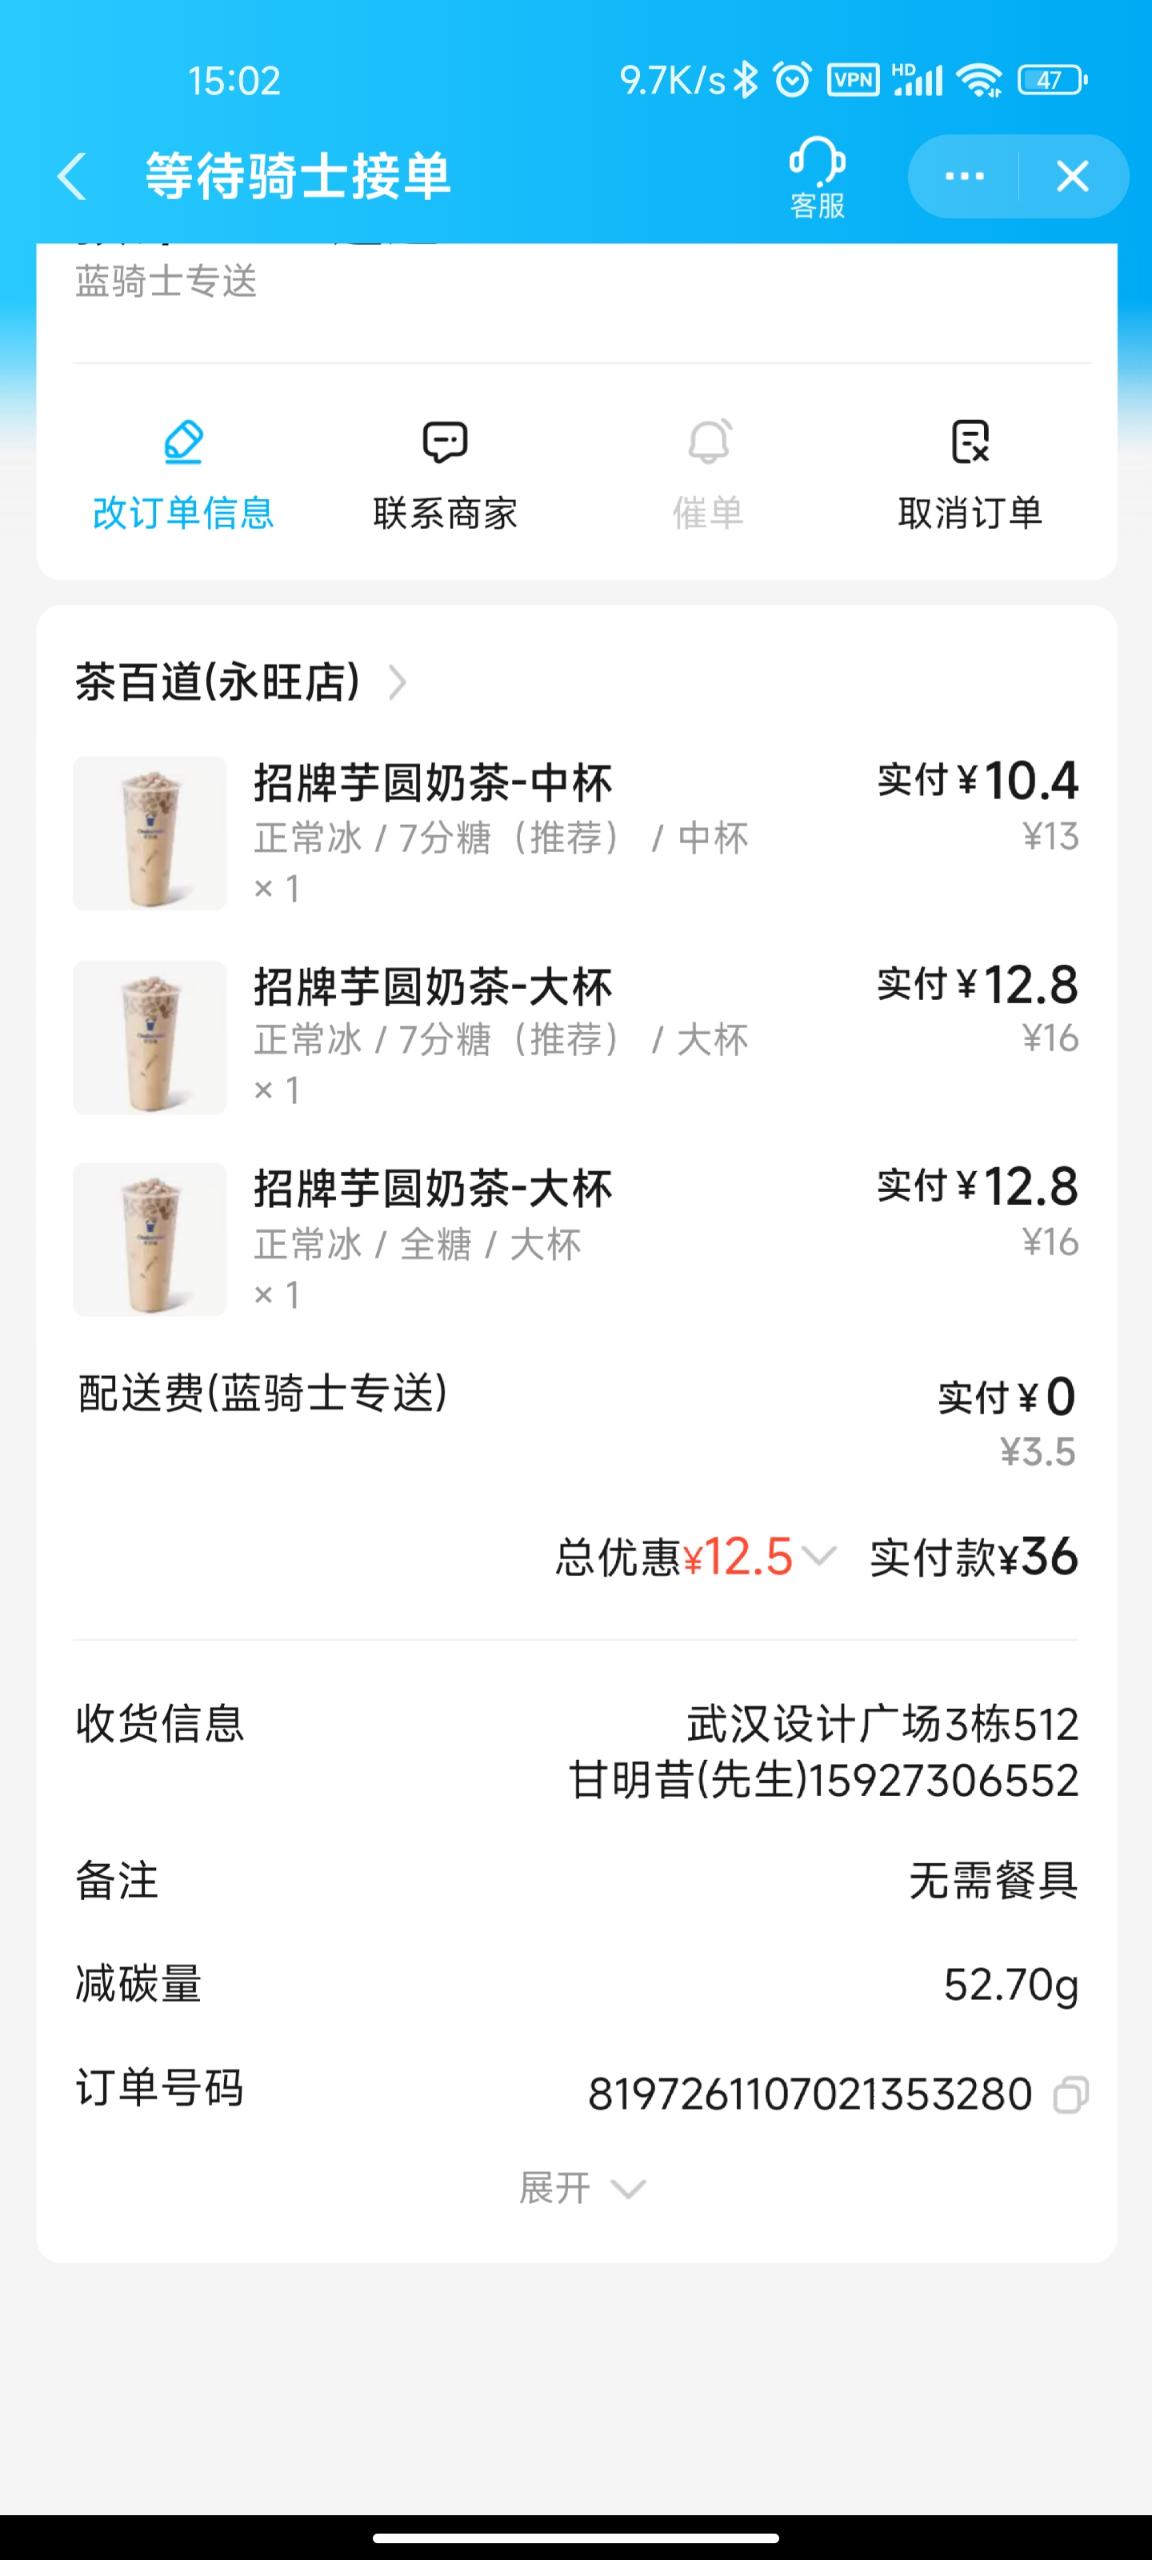 15:02
9.7K/s VPN HD 47
等待骑士接单
客服
蓝骑士专送
改订单信息
联系商家
催单
取消订单
茶百道(永旺店)
招牌芋圆奶茶-中杯
实付¥10.4
正常冰 / 7分糖（推荐） / 中杯
¥13
× 1
招牌芋圆奶茶-大杯
实付¥12.8
正常冰 / 7分糖（推荐） / 大杯
¥16
× 1
招牌芋圆奶茶-大杯
实付¥12.8
正常冰 / 全糖 / 大杯
¥16
× 1
配送费(蓝骑士专送)
实付¥0
¥3.5
总优惠¥12.5 实付款¥36
收货信息
武汉设计广场3栋512
甘明昔(先生)15927306552
备注
无需餐具
减碳量
52.70g
订单号码
8197261107021353280
展开